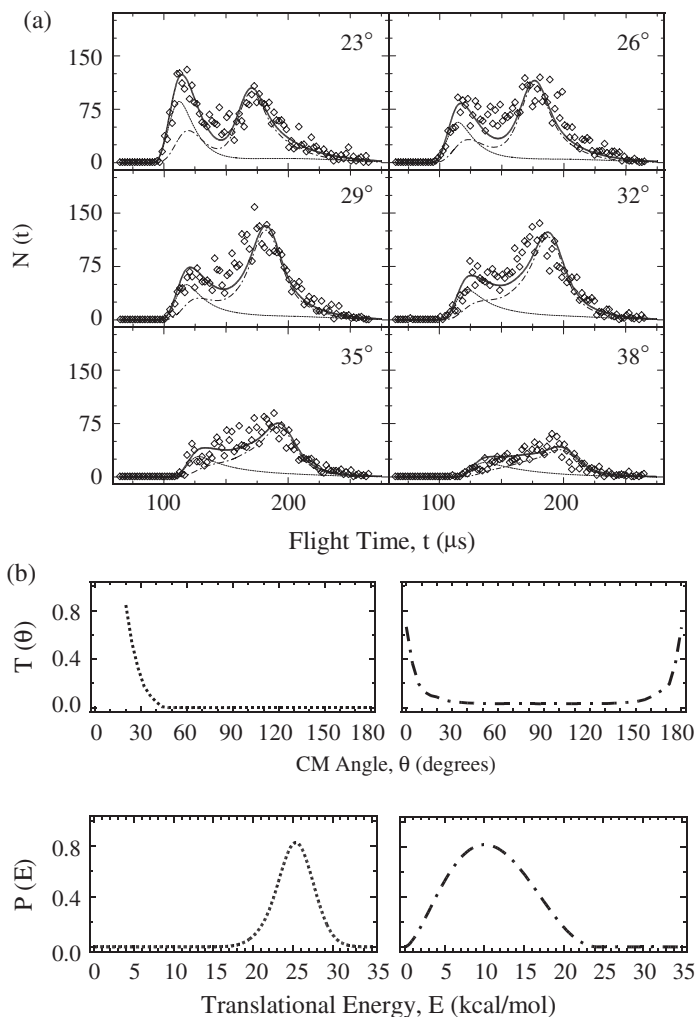 (a)
23°
26°
150
75
0
29°
32°
150
75
0
N (t)
35°
38°
75
0
100
200
100
200
Flight Time, t (μs)
(b)
T (θ)
0.8
0.4
0.0
0 30 60 90 120 150 180
0 30 60 90 120 150 180
CM Angle, θ (degrees)
P (E)
0.8
0.4
0.0
0 5 10 15 20 25 30 35
0 5 10 15 20 25 30 35
Translational Energy, E (kcal/mol)